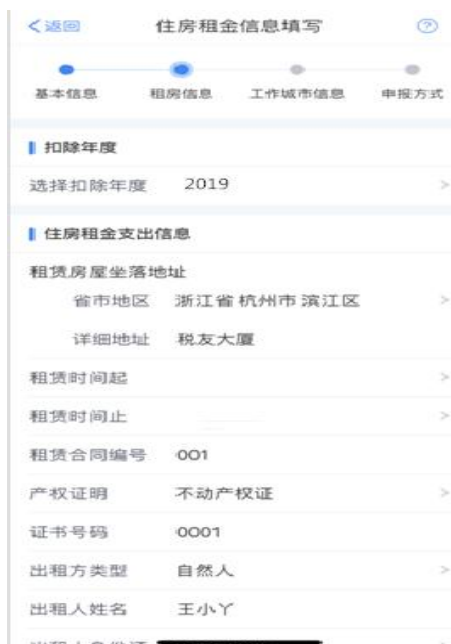 返回 住房租金信息填写
基本信息 租房信息 工作城市信息 申报方式
扣除年度
选择扣除年度 2019
住房租金支出信息
租赁房屋坐落地址
省市地区 浙江省 杭州市 滨江区
详细地址 税友大厦
租赁时间起
租赁时间止
租赁合同编号 001
产权证明 不动产权证
证书号码 0001
出租方类型 自然人
出租人姓名 王小丫